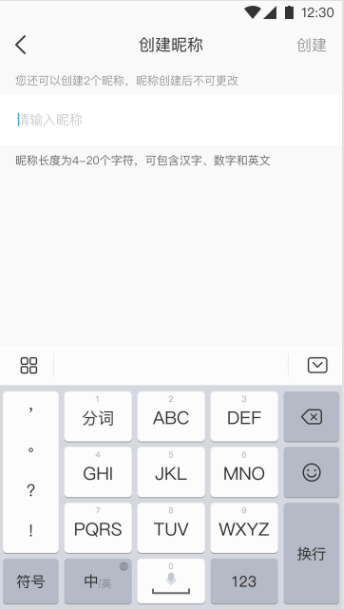 12:30
创建昵称 创建
您还可以创建2个昵称，昵称创建后不可更改
请输入昵称
昵称长度为4-20个字符，可包含汉字、数字和英文
， 1 分词 2 ABC 3 DEF
。 4 GHI 5 JKL 6 MNO
？ 7 PQRS 8 TUV 9 WXYZ
！ 换行
符号 中/英 0 123